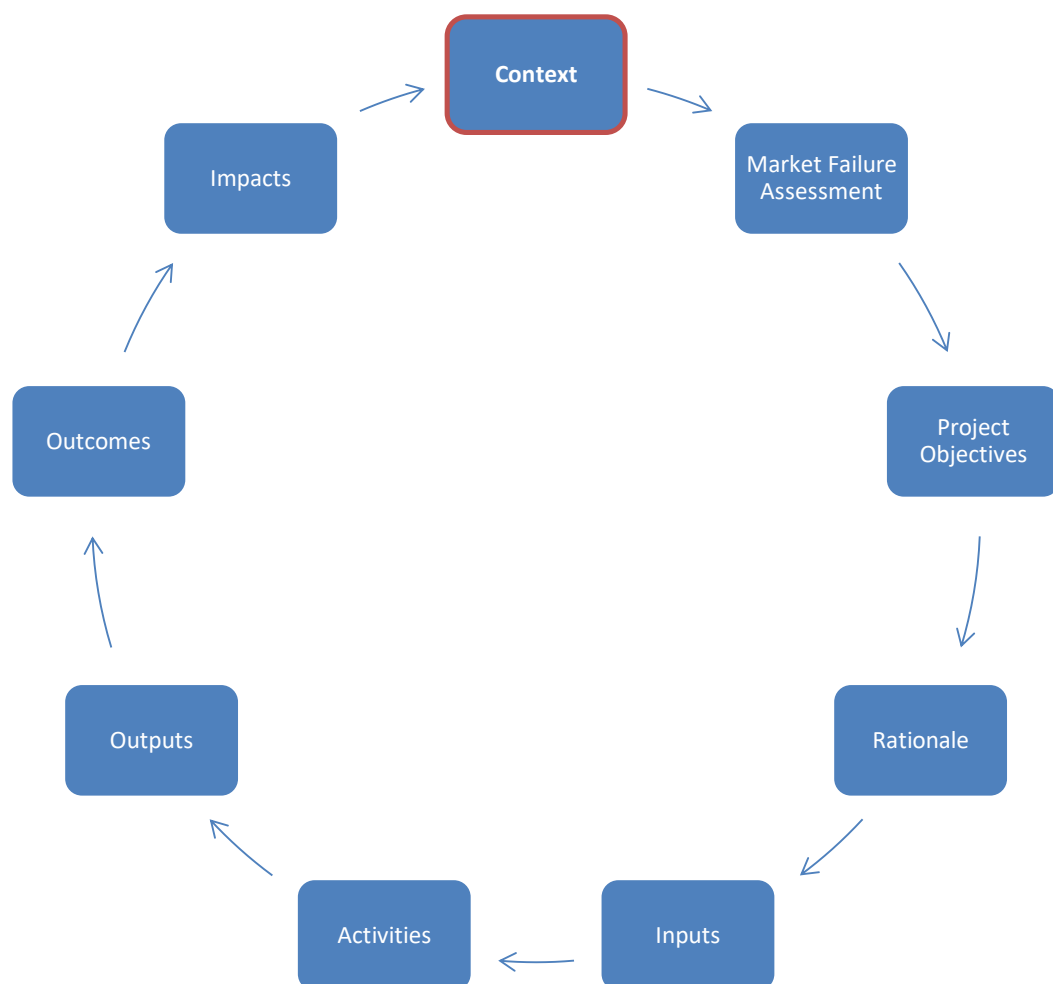 Context
Market Failure
Assessment
Project
Objectives
Rationale
Inputs
Activities
Outputs
Outcomes
Impacts